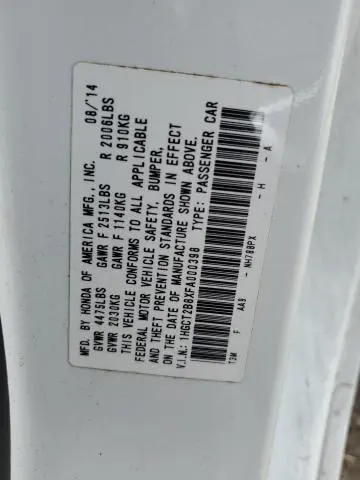 MFD. BY HONDA OF AMERICA MFG., INC. 08/'14
GVWR 4475LBS GAWR F 2513LBS R 2006LBS
GVWR 2030KG GAWR F 1140KG R 910KG
THIS VEHICLE CONFORMS TO ALL APPLICABLE
FEDERAL MOTOR VEHICLE SAFETY, BUMPER,
AND THEFT PREVENTION STANDARDS IN EFFECT
ON THE DATE OF MANUFACTURE SHOWN ABOVE.
V.I.N.: 1HGCT2B8XFA000398 TYPE: PASSENGER CAR
T3M F AA9 - NH788PX - H - A